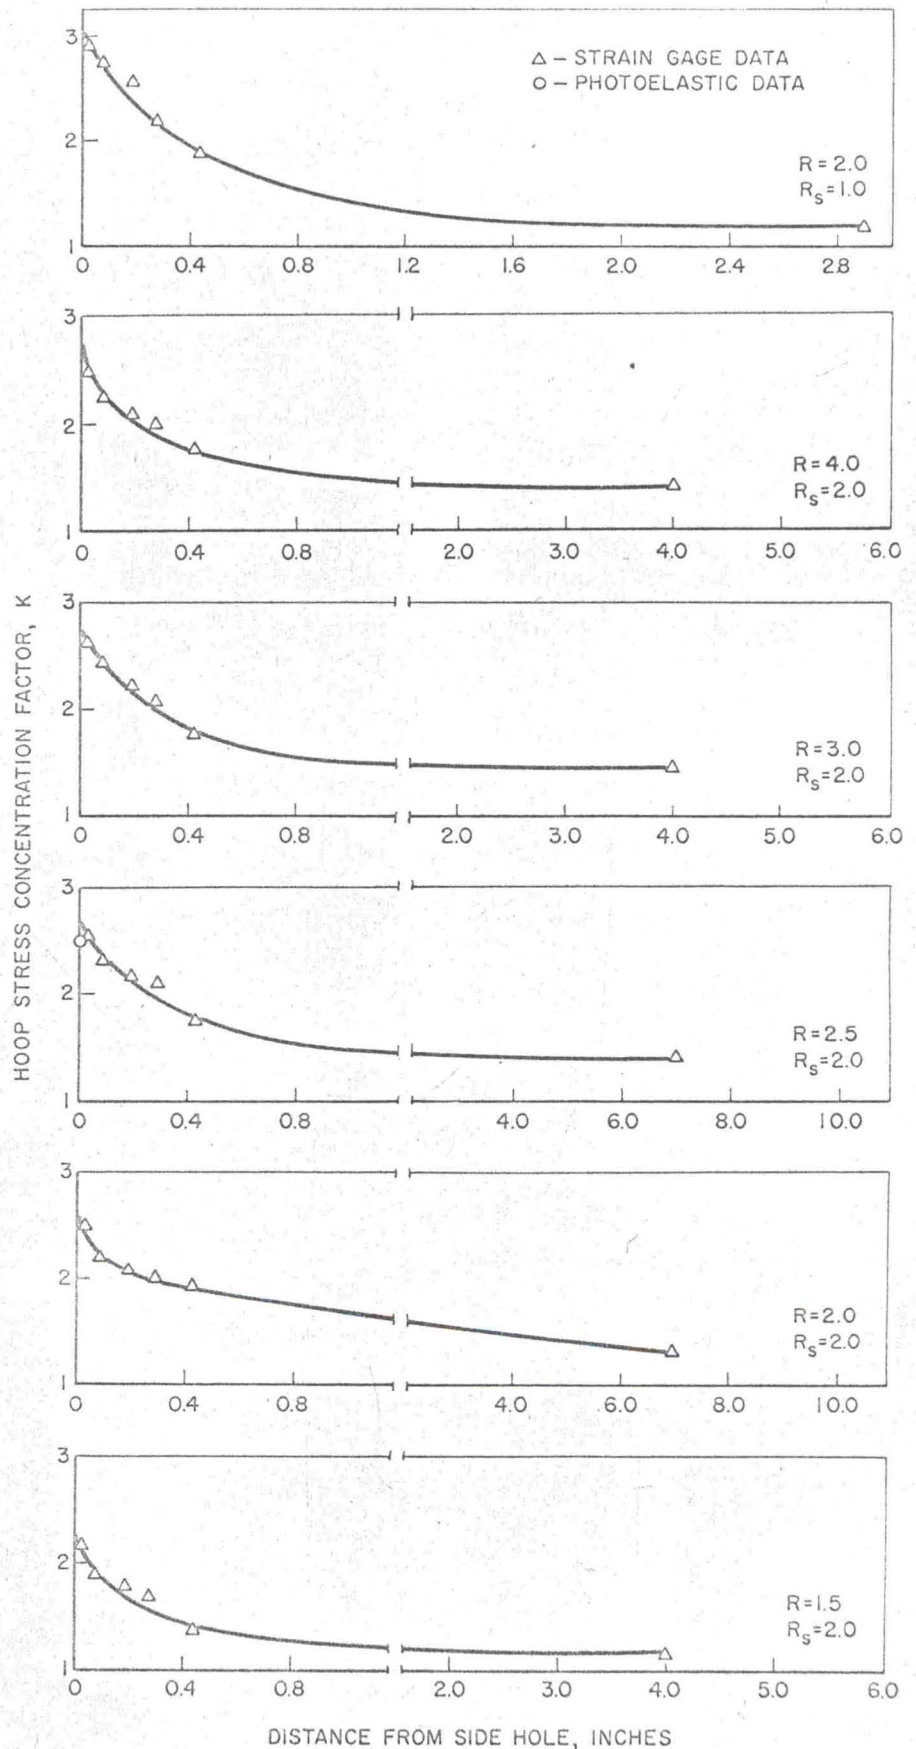 3
2
1
△ – STRAIN GAGE DATA
○ – PHOTOELASTIC DATA
R=2.0
Rs=1.0
0 0.4 0.8 1.2 1.6 2.0 2.4 2.8
3
2
1
R=4.0
Rs=2.0
0 0.4 0.8 2.0 3.0 4.0 5.0 6.0
3
2
1
R=3.0
Rs=2.0
0 0.4 0.8 2.0 3.0 4.0 5.0 6.0
3
2
1
R=2.5
Rs=2.0
0 0.4 0.8 4.0 6.0 8.0 10.0
3
2
1
R=2.0
Rs=2.0
0 0.4 0.8 4.0 6.0 8.0 10.0
3
2
1
R=1.5
Rs=2.0
0 0.4 0.8 2.0 3.0 4.0 5.0 6.0
HOOP STRESS CONCENTRATION FACTOR, K
DISTANCE FROM SIDE HOLE, INCHES